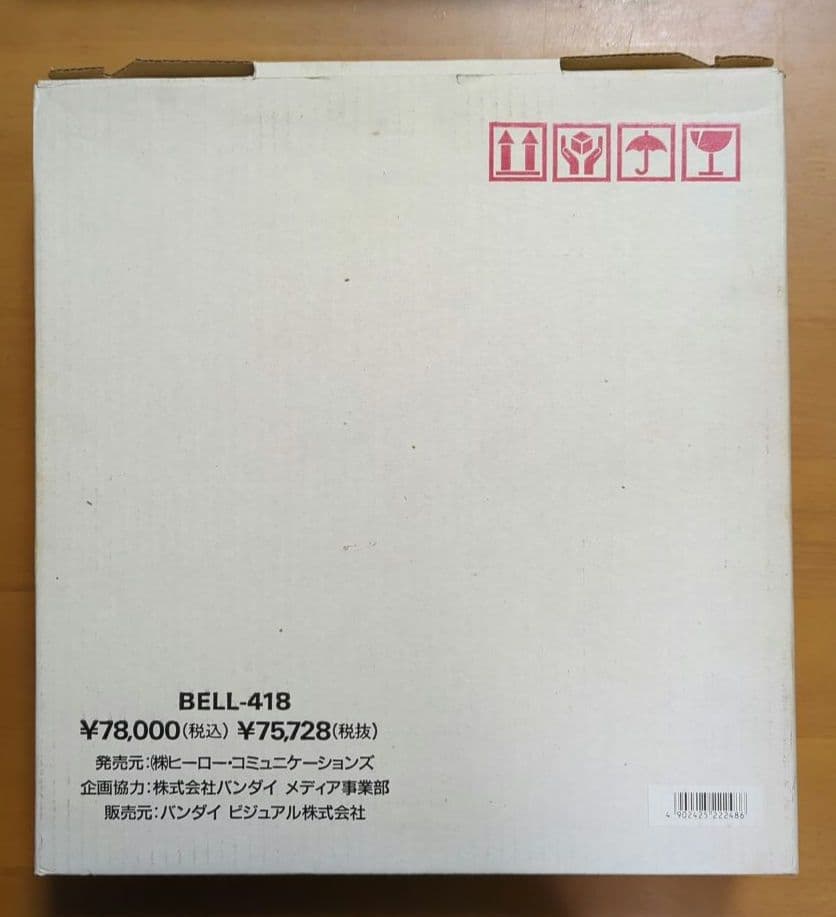 BELL-418
¥78,000(税込) ¥75,728(税抜)
発売元:㈱ヒーロー・コミュニケーションズ
企画協力:株式会社バンダイ メディア事業部
販売元:バンダイ ビジュアル株式会社
4 902425 222486